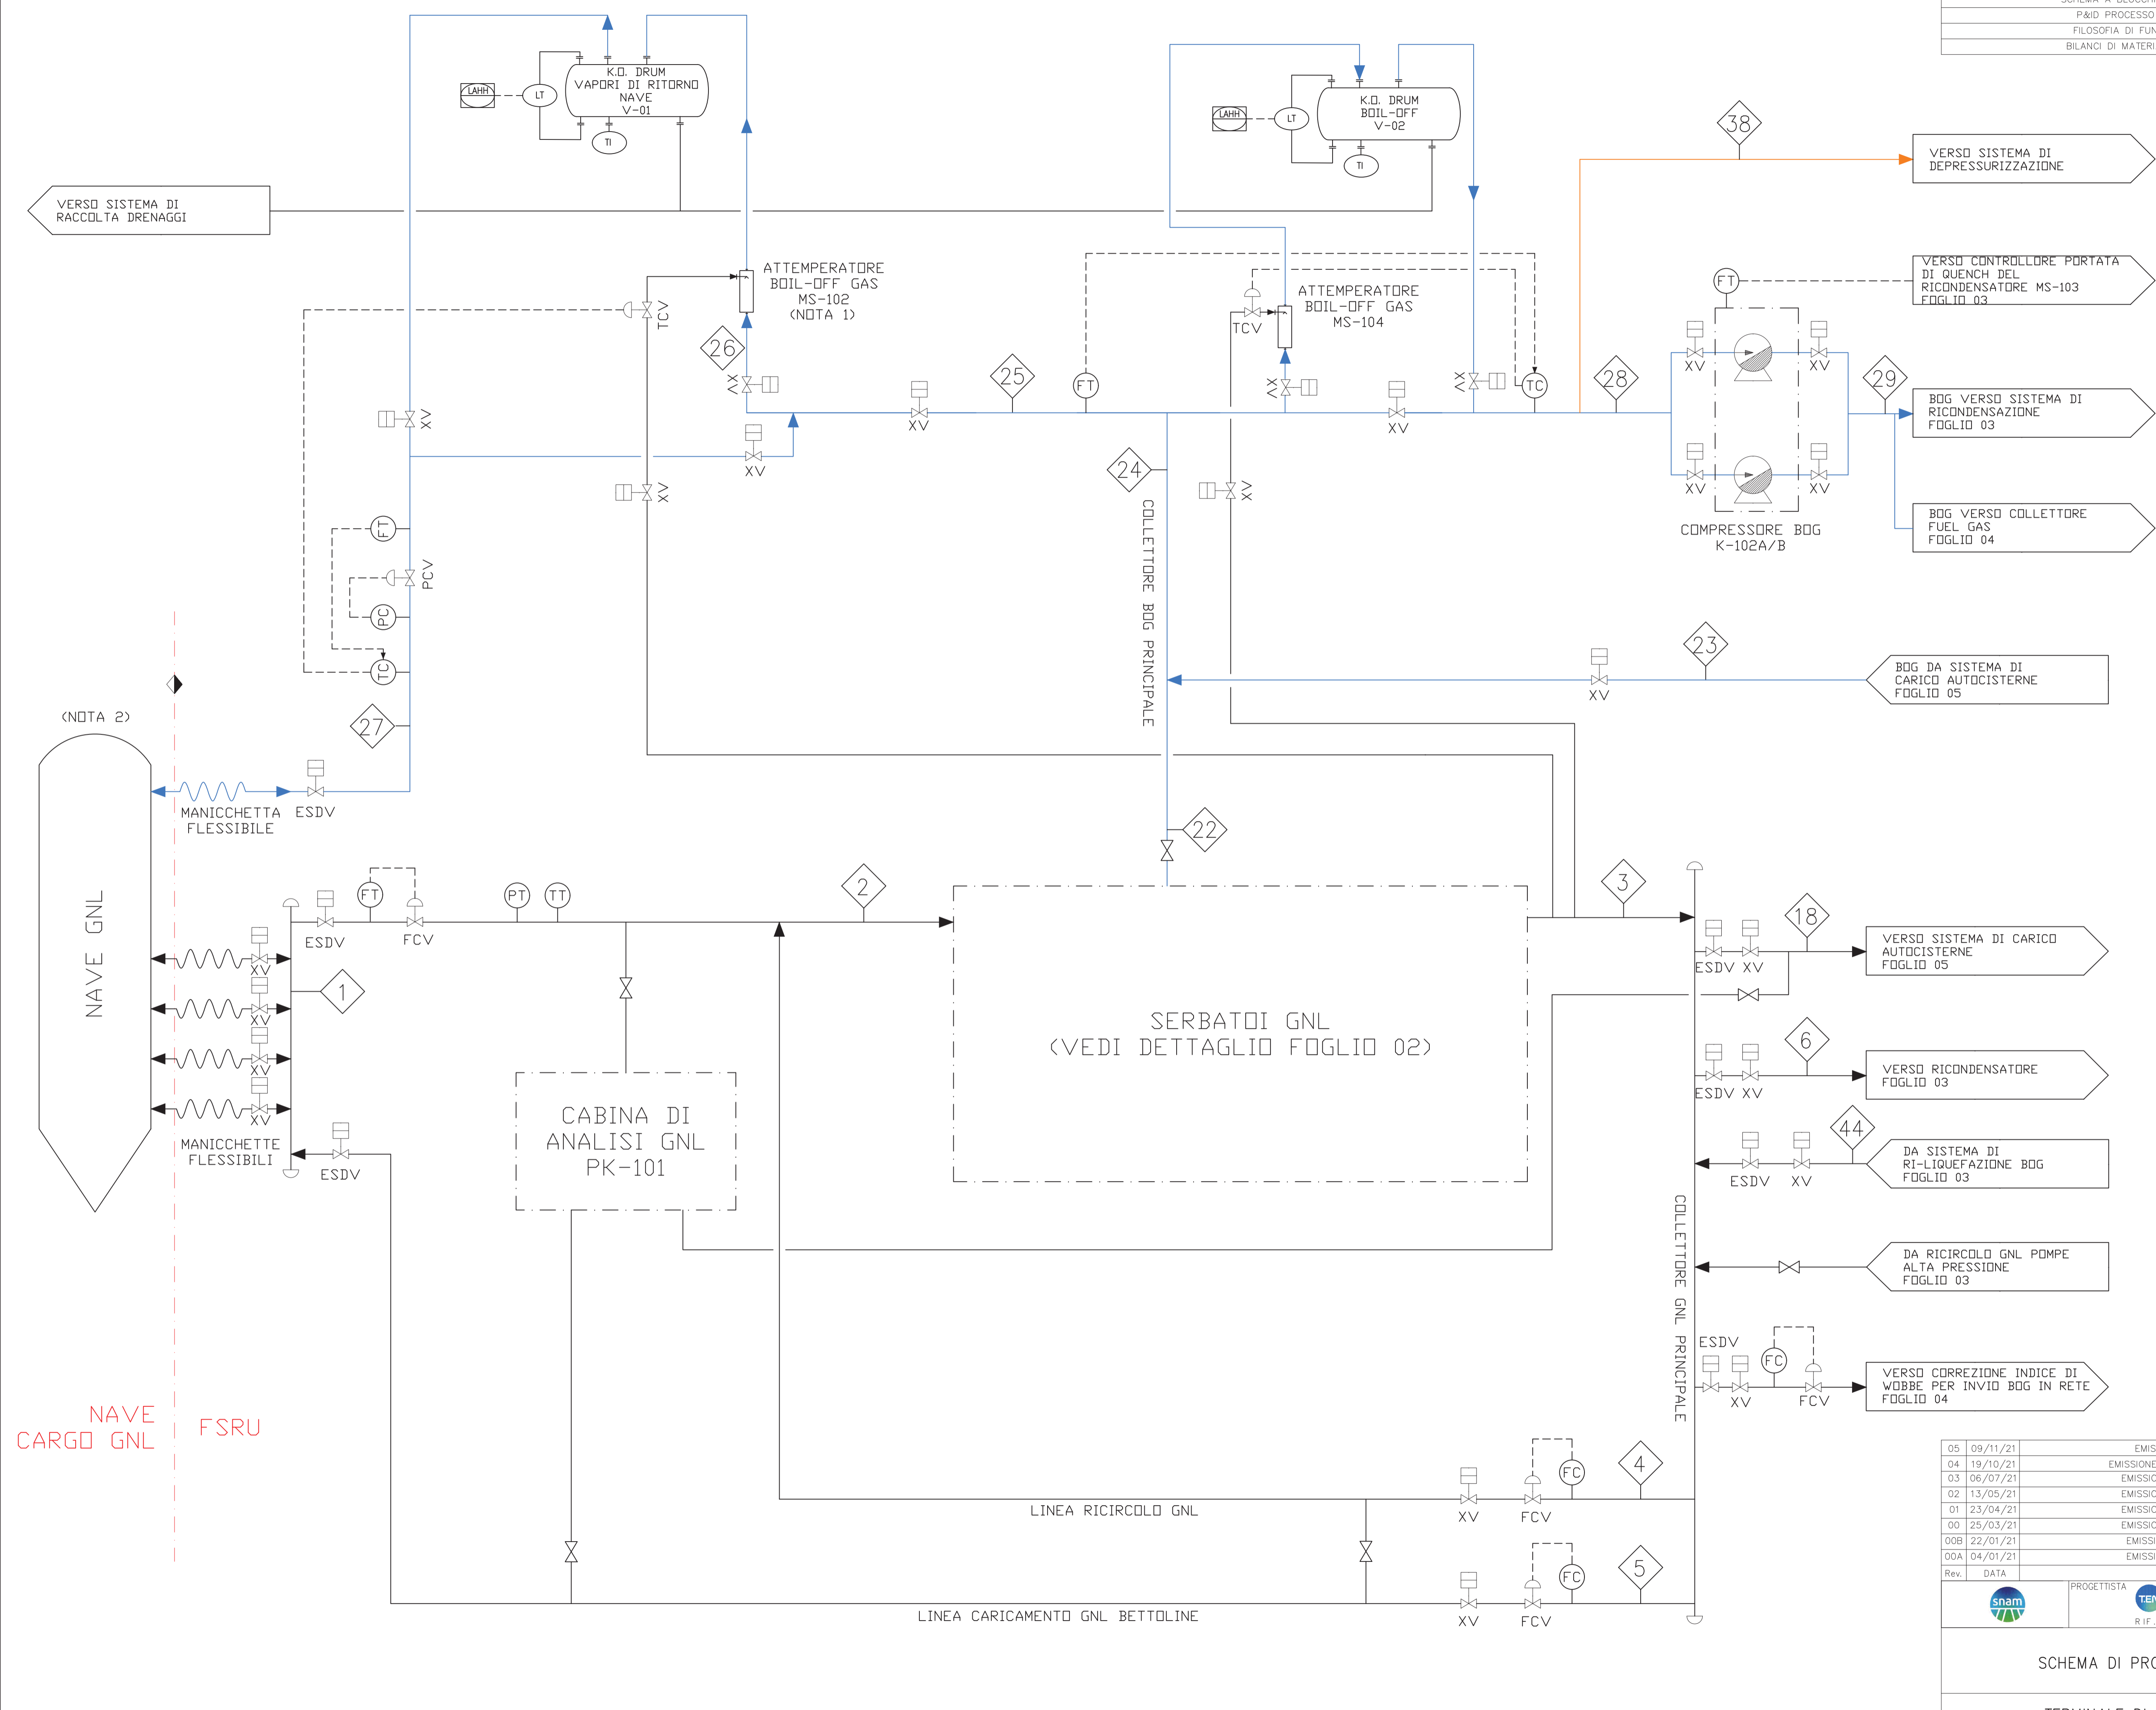 SCHEMA A BLOCCHI
P&ID PROCESSO
FILOSOFIA DI FUN
BILANCI DI MATERI
K.O. DRUM
VAPORI DI RITORNO
NAVE
V-01
LAHH
LT
TI
K.O. DRUM
BOIL-OFF
V-02
LAHH
LT
TI
38
VERSO SISTEMA DI
DEPRESSURIZZAZIONE
VERSO SISTEMA DI
RACCOLTA DRENAGGI
ATTEMPERATORE
BOIL-OFF GAS
MS-102
(NOTA 1)
TCV
ATTEMPERATORE
BOIL-OFF GAS
MS-104
TCV
FT
VERSO CONTROLLORE PORTATA
DI QUENCH DEL
RICONDENSATORE MS-103
FOGLIO 03
26
XV
25
FT
XV
XV
TC
28
XV
XV
29
XV
XV
XV
XV
XV
BOG VERSO SISTEMA DI
RICONDENSAZIONE
FOGLIO 03
24
XV
XV
XV
XV
COMPRESSORE BOG
K-102A/B
BOG VERSO COLLETTORE
FUEL GAS
FOGLIO 04
COLLETTORE BOG PRINCIPALE
FT
PCV
PC
TC
27
23
XV
BOG DA SISTEMA DI
CARICO AUTOCISTERNE
FOGLIO 05
(NOTA 2)
MANICCHETTA
FLESSIBILE
ESDV
22
NAVE GNL
FT
ESDV
FCV
PT
TT
2
3
18
ESDV XV
VERSO SISTEMA DI CARICO
AUTOCISTERNE
FOGLIO 05
XV
XV
XV
XV
1
MANICCHETTE
FLESSIBILI
ESDV
CABINA DI
ANALISI GNL
PK-101
SERBATOI GNL
(VEDI DETTAGLIO FOGLIO 02)
6
ESDV XV
VERSO RICONDENSATORE
FOGLIO 03
44
ESDV
XV
DA SISTEMA DI
RI-LIQUEFAZIONE BOG
FOGLIO 03
COLLETTORE GNL PRINCIPALE
DA RICIRCOLO GNL POMPE
ALTA PRESSIONE
FOGLIO 03
ESDV
XV
FC
FCV
VERSO CORREZIONE INDICE DI
WOBBE PER INVIO BOG IN RETE
FOGLIO 04
NAVE
CARGO GNL
FSRU
LINEA RICIRCOLO GNL
XV
FCV
FC
4
LINEA CARICAMENTO GNL BETTOLINE
XV
FCV
FC
5
05 09/11/21 EMIS
04 19/10/21 EMISSIONE
03 06/07/21 EMISSIO
02 13/05/21 EMISSIO
01 23/04/21 EMISSIO
00 25/03/21 EMISSIO
00B 22/01/21 EMISSI
00A 04/01/21 EMISSI
Rev. DATA
snam
PROGETTISTA
T.EN
RIF.
SCHEMA DI PRO